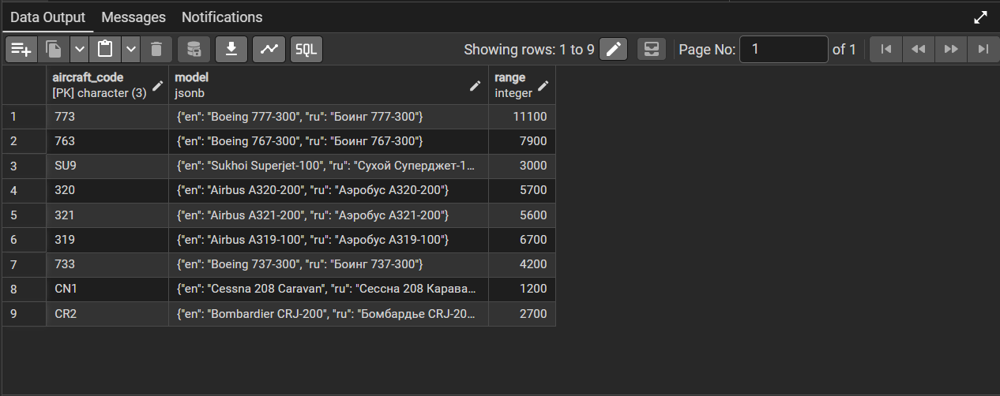 Data Output Messages Notifications
SQL Showing rows: 1 to 9 Page No: 1 of 1
aircraft_code model range
[PK] character (3) jsonb integer
1 773 {"en": "Boeing 777-300", "ru": "Боинг 777-300"} 11100
2 763 {"en": "Boeing 767-300", "ru": "Боинг 767-300"} 7900
3 SU9 {"en": "Sukhoi Superjet-100", "ru": "Сухой Суперджет-1... 3000
4 320 {"en": "Airbus A320-200", "ru": "Аэробус A320-200"} 5700
5 321 {"en": "Airbus A321-200", "ru": "Аэробус A321-200"} 5600
6 319 {"en": "Airbus A319-100", "ru": "Аэробус A319-100"} 6700
7 733 {"en": "Boeing 737-300", "ru": "Боинг 737-300"} 4200
8 CN1 {"en": "Cessna 208 Caravan", "ru": "Сессна 208 Карава... 1200
9 CR2 {"en": "Bombardier CRJ-200", "ru": "Бомбардье CRJ-20... 2700